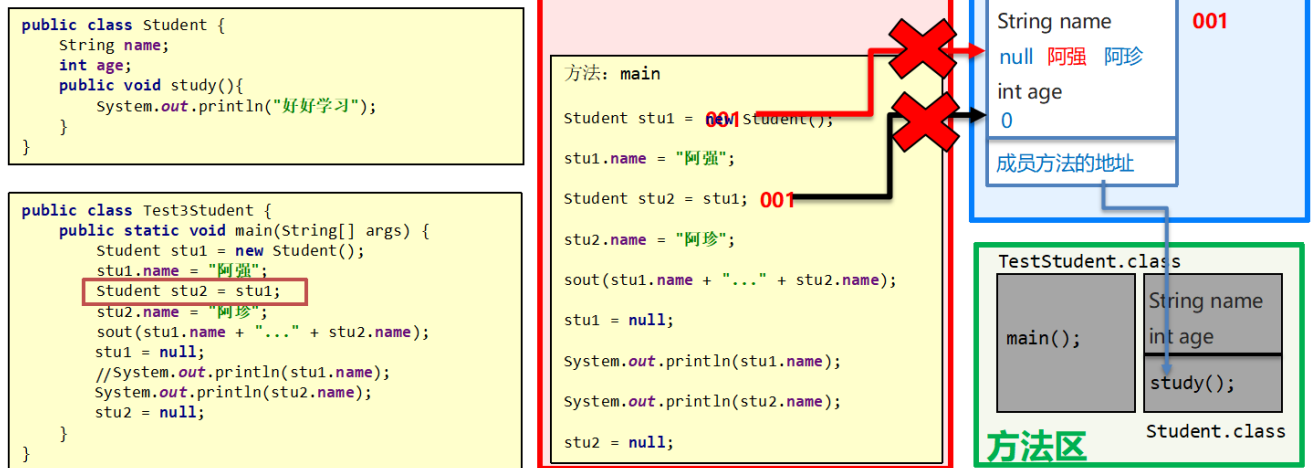 public class Student {
String name;
int age;
public void study(){
System.out.println("好好学习");
}
}
public class Test3Student {
public static void main(String[] args) {
Student stu1 = new Student();
stu1.name = "阿强";
Student stu2 = stu1;
stu2.name = "阿珍";
sout(stu1.name + "..." + stu2.name);
stu1 = null;
//System.out.println(stu1.name);
System.out.println(stu2.name);
stu2 = null;
}
}
方法：main
Student stu1 = new Student();
001
stu1.name = "阿强";
Student stu2 = stu1; 001
stu2.name = "阿珍";
sout(stu1.name + "..." + stu2.name);
stu1 = null;
System.out.println(stu1.name);
System.out.println(stu2.name);
stu2 = null;
String name 001
null 阿强 阿珍
int age
0
成员方法的地址
TestStudent.class
main();
String name
int age
study();
Student.class
方法区